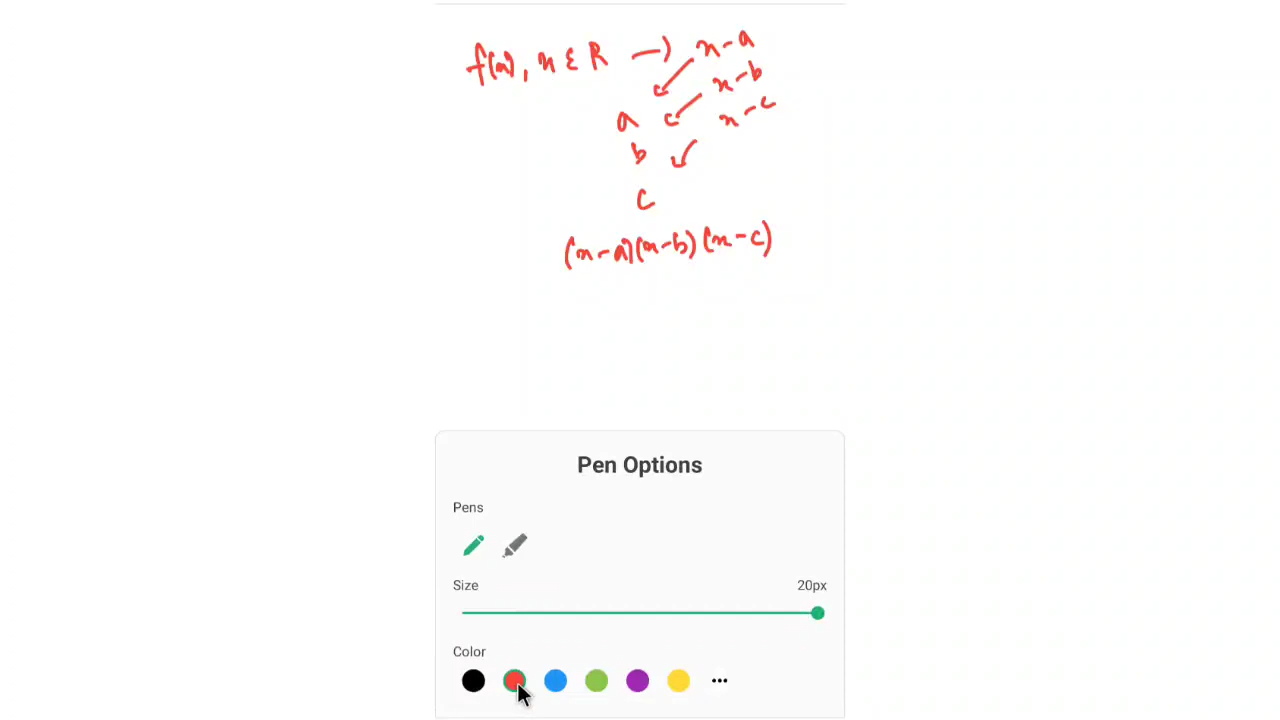 f(x), x ∈ R → x-a
x-b
x-c
a
b
c
(x-a)(x-b)(x-c)
Pen Options
Pens
Size 20px
Color